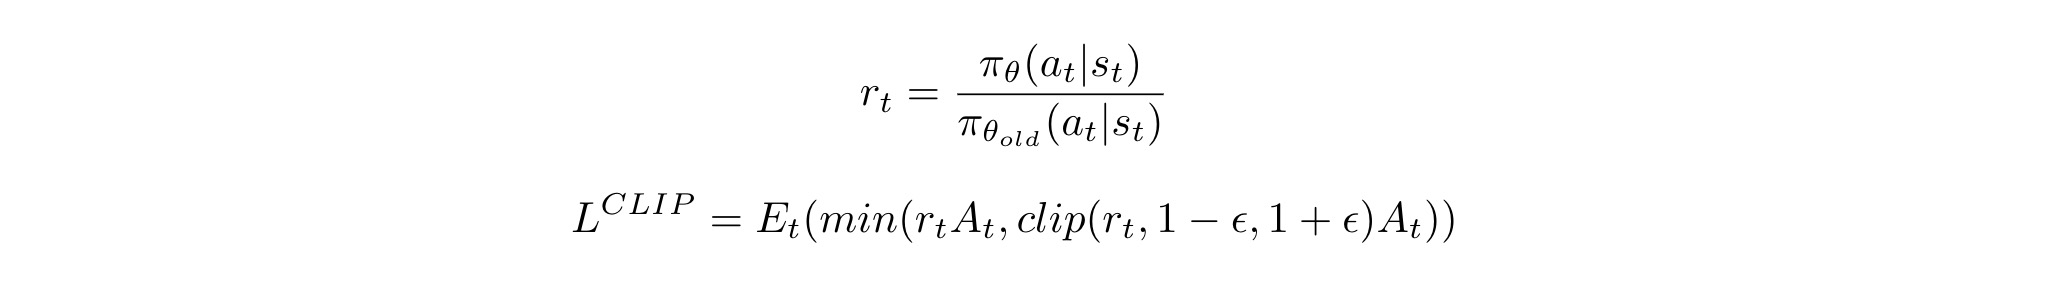 r_t = \frac{\pi_\theta(a_t|s_t)}{\pi_{\theta_{old}}(a_t|s_t)}
L^{CLIP} = E_t(min(r_t A_t, clip(r_t, 1 - \epsilon, 1 + \epsilon)A_t))